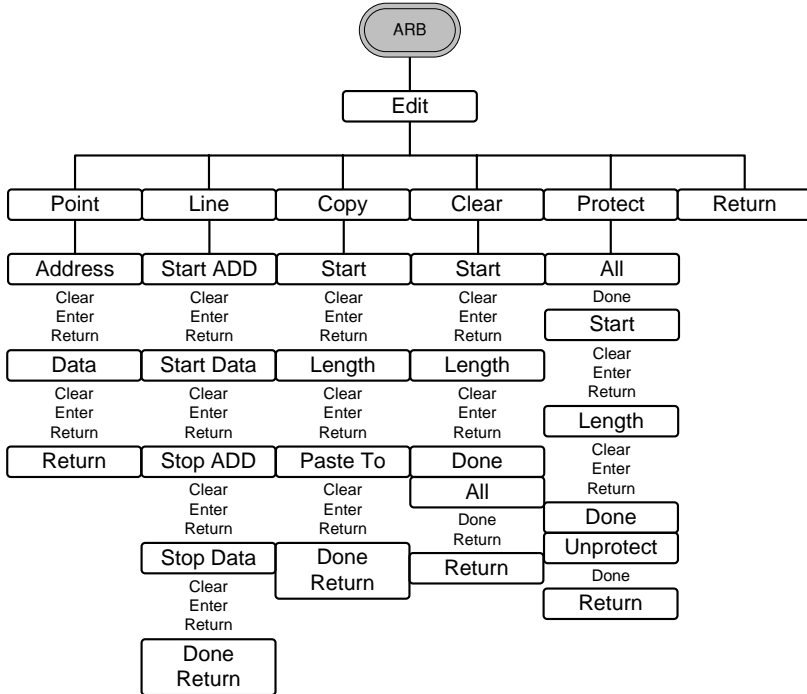 ARB
Edit
Point
Line
Copy
Clear
Protect
Return
Address
Clear
Enter
Return
Data
Clear
Enter
Return
Return
Start ADD
Clear
Enter
Return
Start Data
Clear
Enter
Return
Stop ADD
Clear
Enter
Return
Stop Data
Clear
Enter
Return
Done
Return
Start
Clear
Enter
Return
Length
Clear
Enter
Return
Paste To
Clear
Enter
Return
Done
Return
Start
Clear
Enter
Return
Length
Clear
Enter
Return
Done
All
Done
Return
Return
All
Done
Start
Clear
Enter
Return
Length
Clear
Enter
Return
Done
Unprotect
Done
Return